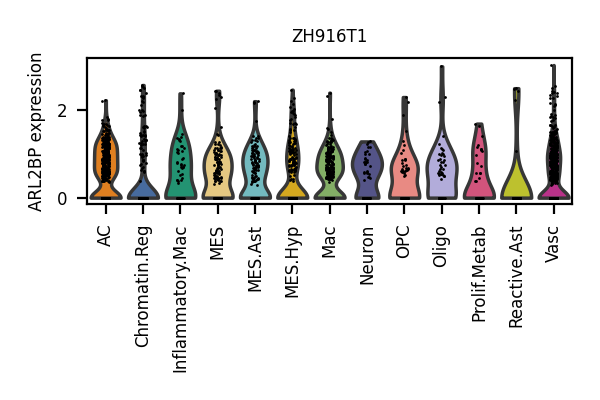 ZH916T1
ARL2BP expression
2
0
AC
Chromatin.Reg
Inflammatory.Mac
MES
MES.Ast
MES.Hyp
Mac
Neuron
OPC
Oligo
Prolif.Metab
Reactive.Ast
Vasc